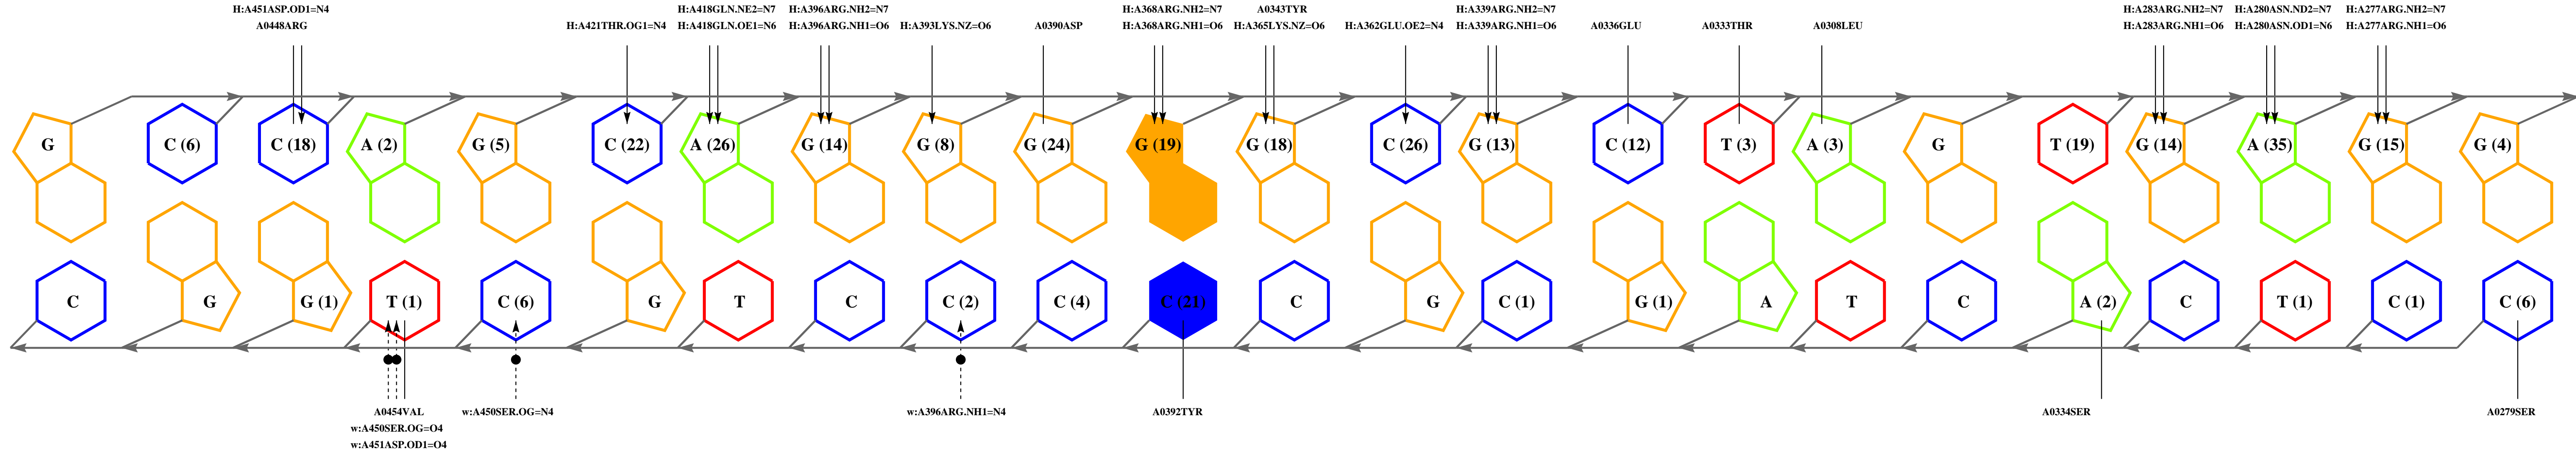 H:A451ASP.OD1=N4 H:A418GLN.NE2=N7 H:A396ARG.NH2=N7 H:A368ARG.NH2=N7 A0343TYR H:A339ARG.NH2=N7 H:A283ARG.NH2=N7 H:A280ASN.ND2=N7 H:A277ARG.NH2=N7
A0448ARG H:A421THR.OG1=N4 H:A418GLN.OE1=N6 H:A396ARG.NH1=O6 H:A393LYS.NZ=O6 A0390ASP H:A368ARG.NH1=O6 H:A365LYS.NZ=O6 H:A362GLU.OE2=N4 H:A339ARG.NH1=O6 A0336GLU A0333THR A0308LEU H:A283ARG.NH1=O6 H:A280ASN.OD1=N6 H:A277ARG.NH1=O6
G C (6) C (18) A (2) G (5) C (22) A (26) G (14) G (8) G (24) G (19) G (18) C (26) G (13) C (12) T (3) A (3) G T (19) G (14) A (35) G (15) G (4)
C G G (1) T (1) C (6) G T C C (2) C (4) C (21) C G C (1) G (1) A T C A (2) C T (1) C (1) C (6)
A0454VAL w:A450SER.OG=N4 w:A396ARG.NH1=N4 A0392TYR A0334SER A0279SER
w:A450SER.OG=O4
w:A451ASP.OD1=O4